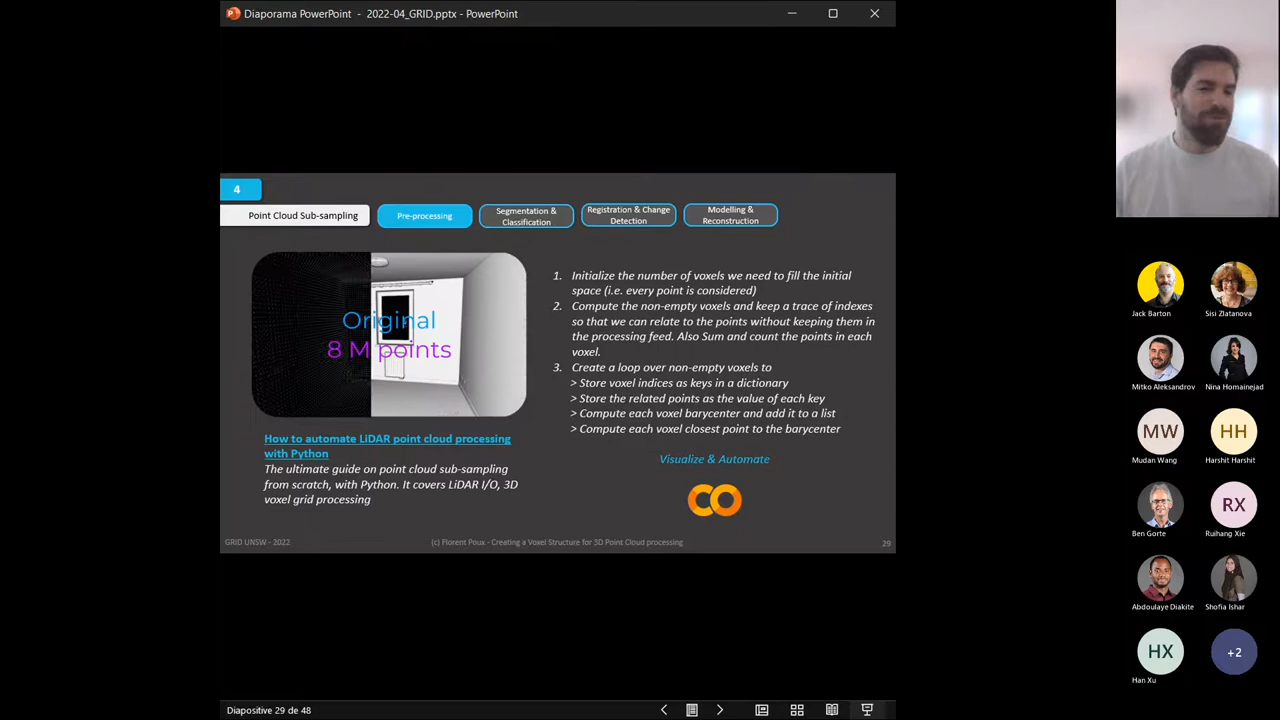 Diaporama PowerPoint - 2022-04_GRID.pptx - PowerPoint
4
Point Cloud Sub-sampling
Pre-processing
Segmentation &
Classification
Registration & Change
Detection
Modelling &
Reconstruction
Original
8 M points
How to automate LiDAR point cloud processing
with Python
The ultimate guide on point cloud sub-sampling
from scratch, with Python. It covers LiDAR I/O, 3D
voxel grid processing
1. Initialize the number of voxels we need to fill the initial
space (i.e. every point is considered)
2. Compute the non-empty voxels and keep a trace of indexes
so that we can relate to the points without keeping them in
the processing feed. Also Sum and count the points in each
voxel.
3. Create a loop over non-empty voxels to
> Store voxel indices as keys in a dictionary
> Store the related points as the value of each key
> Compute each voxel barycenter and add it to a list
> Compute each voxel closest point to the barycenter
Visualize & Automate
GRID UNSW - 2022
(c) Florent Poux - Creating a Voxel Structure for 3D Point Cloud processing
29
Diapositive 29 de 48
Jack Barton
Sisi Zlatanova
Mitko Aleksandrov
Nina Homainejad
MW
HH
Mudan Wang
Harshit Harshit
RX
Ben Gorte
Ruihang Xie
Abdoulaye Diakite
Shofia Ishar
HX
+2
Han Xu